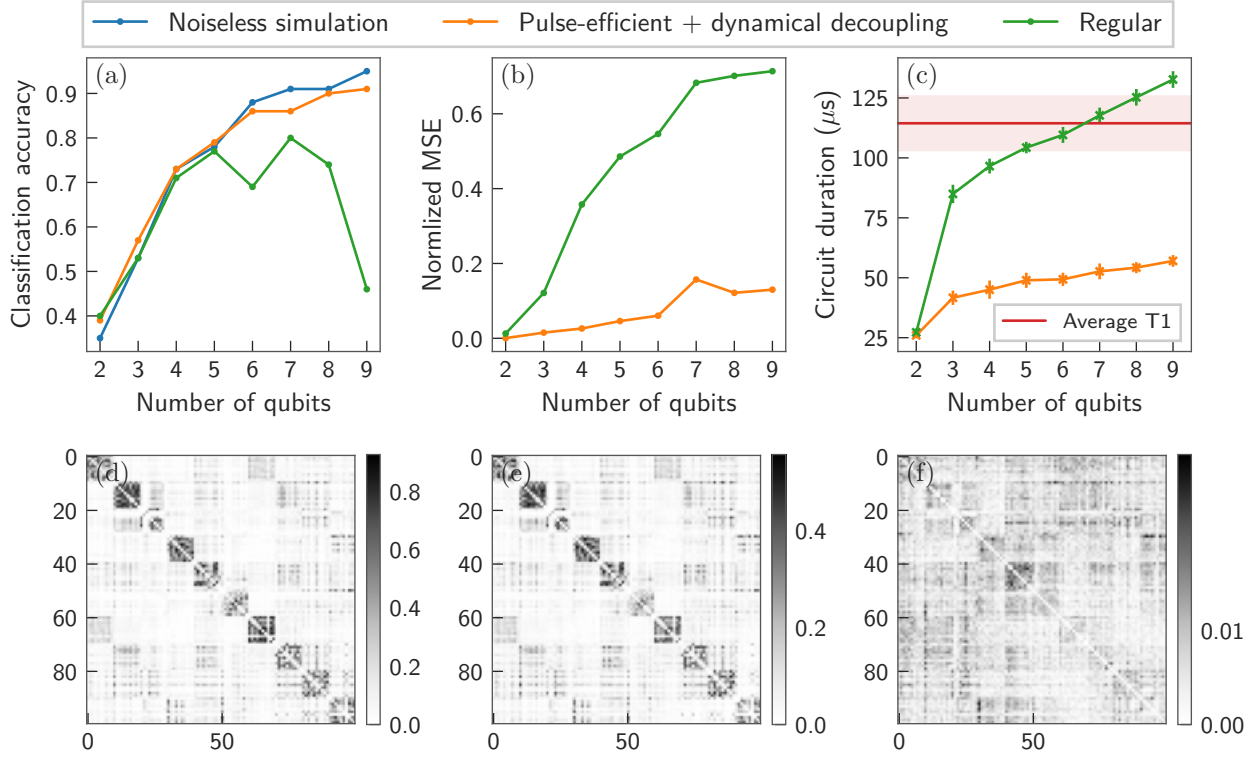 Noiseless simulation Pulse-efficient + dynamical decoupling Regular
(a)
Classification accuracy
0.9
0.8
0.7
0.6
0.5
0.4
2 3 4 5 6 7 8 9
Number of qubits
(b)
Normlized MSE
0.6
0.4
0.2
0.0
2 3 4 5 6 7 8 9
Number of qubits
(c)
Circuit duration (μs)
125
100
75
50
25
Average T1
2 3 4 5 6 7 8 9
Number of qubits
(d)
0
20
40
60
80
0 50
0.8
0.6
0.4
0.2
0.0
(e)
0
20
40
60
80
0 50
0.4
0.2
0.0
(f)
0
20
40
60
80
0 50
0.01
0.00